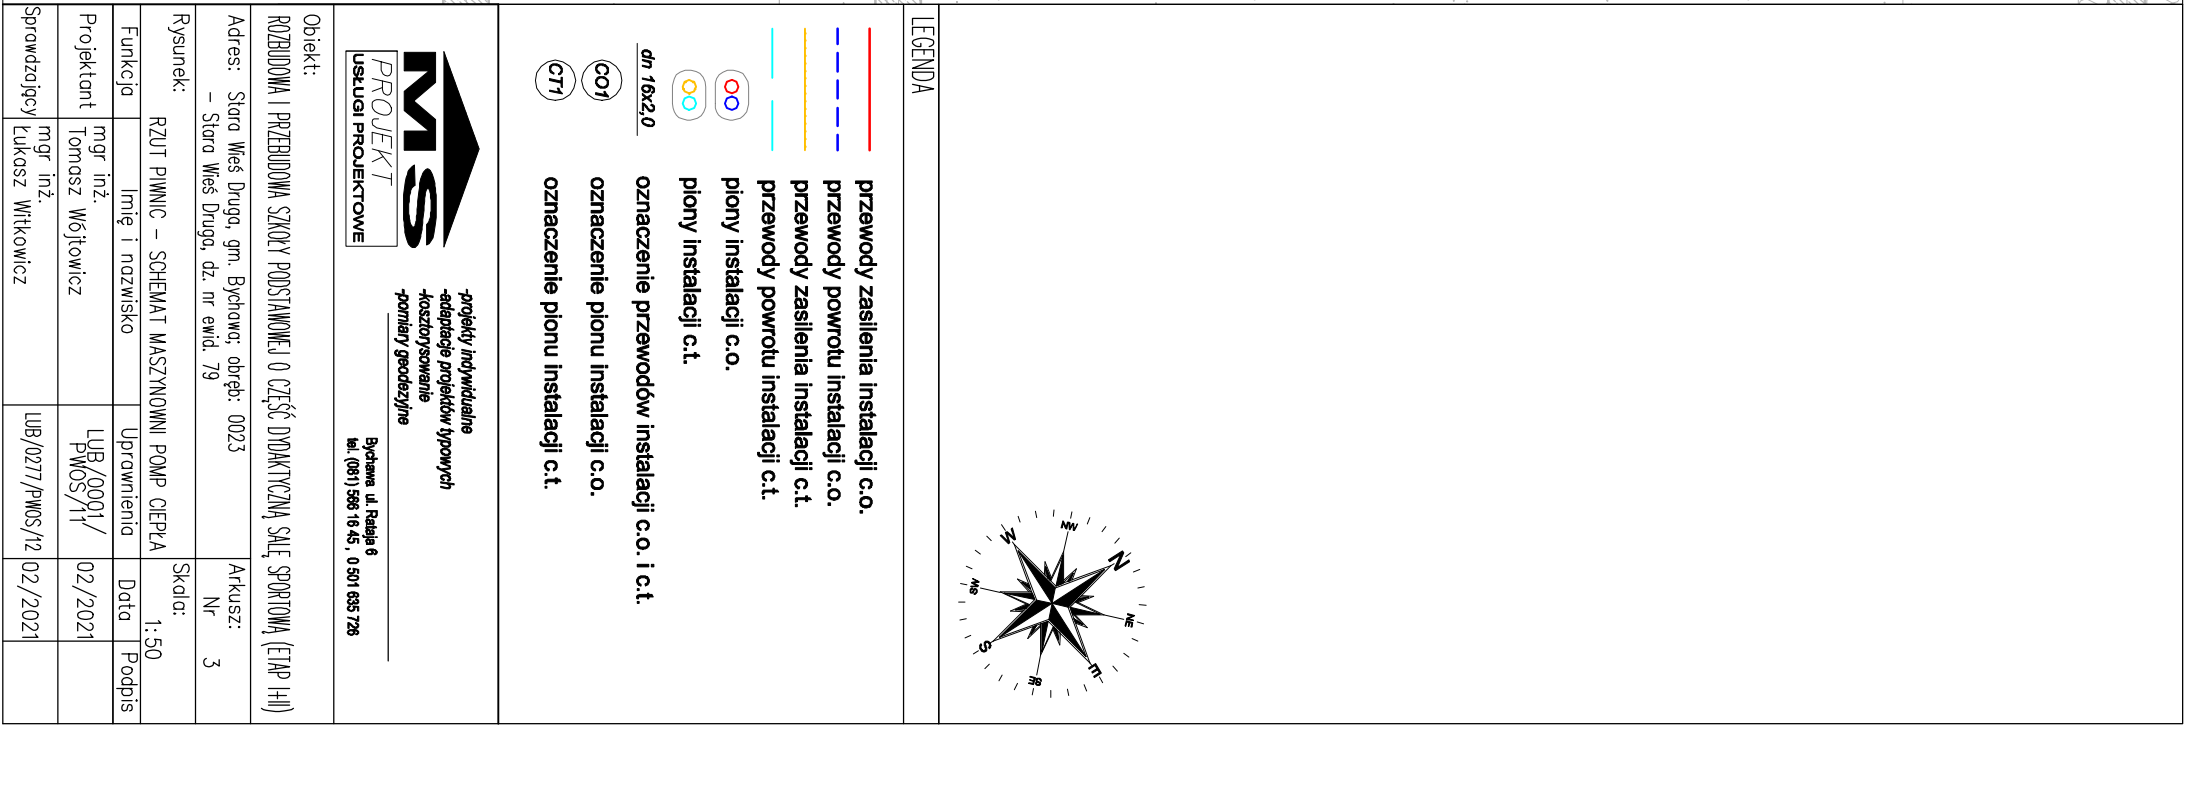 LEGENDA
przewody zasilenia instalacji c.o.
przewody powrotu instalacji c.o.
przewody zasilenia instalacji c.t.
przewody powrotu instalacji c.t.
piony instalacji c.o.
piony instalacji c.t.
dn 16x2,0 oznaczenie przewodów instalacji c.o. i c.t.
CO1 oznaczenie pionu instalacji c.o.
CT1 oznaczenie pionu instalacji c.t.
N
NE
E
SE
S
SW
W
NW
MS
PROJEKT
USŁUGI PROJEKTOWE
-projekty indywidualne
-adaptacje projektów typowych
-kosztorysowanie
-pomiary geodezyjne
Bychawa ul. Rataja 6
tel. (081) 566 16 45 , 0 501 635 726
Obiekt:
ROZBUDOWA I PRZEBUDOWA SZKOŁY PODSTAWOWEJ O CZĘŚĆ DYDAKTYCZNĄ SALĘ SPORTOWĄ (ETAP I+II)
Adres: Stara Wieś Druga, gm. Bychawa; obręb: 0023
- Stara Wieś Druga, dz. nr ewid. 79
Arkusz:
Nr 3
Rysunek:
RZUT PIWNIC - SCHEMAT MASZYNOWNI POMP CIEPŁA
Skala:
1:50
Funkcja Imię i nazwisko Uprawnienia Data Podpis
Projektant mgr inż. Tomasz Wójtowicz LUB/0001/PWOS/11 02/2021
Sprawdzający mgr inż. Łukasz Witkowicz LUB/0277/PWOS/12 02/2021